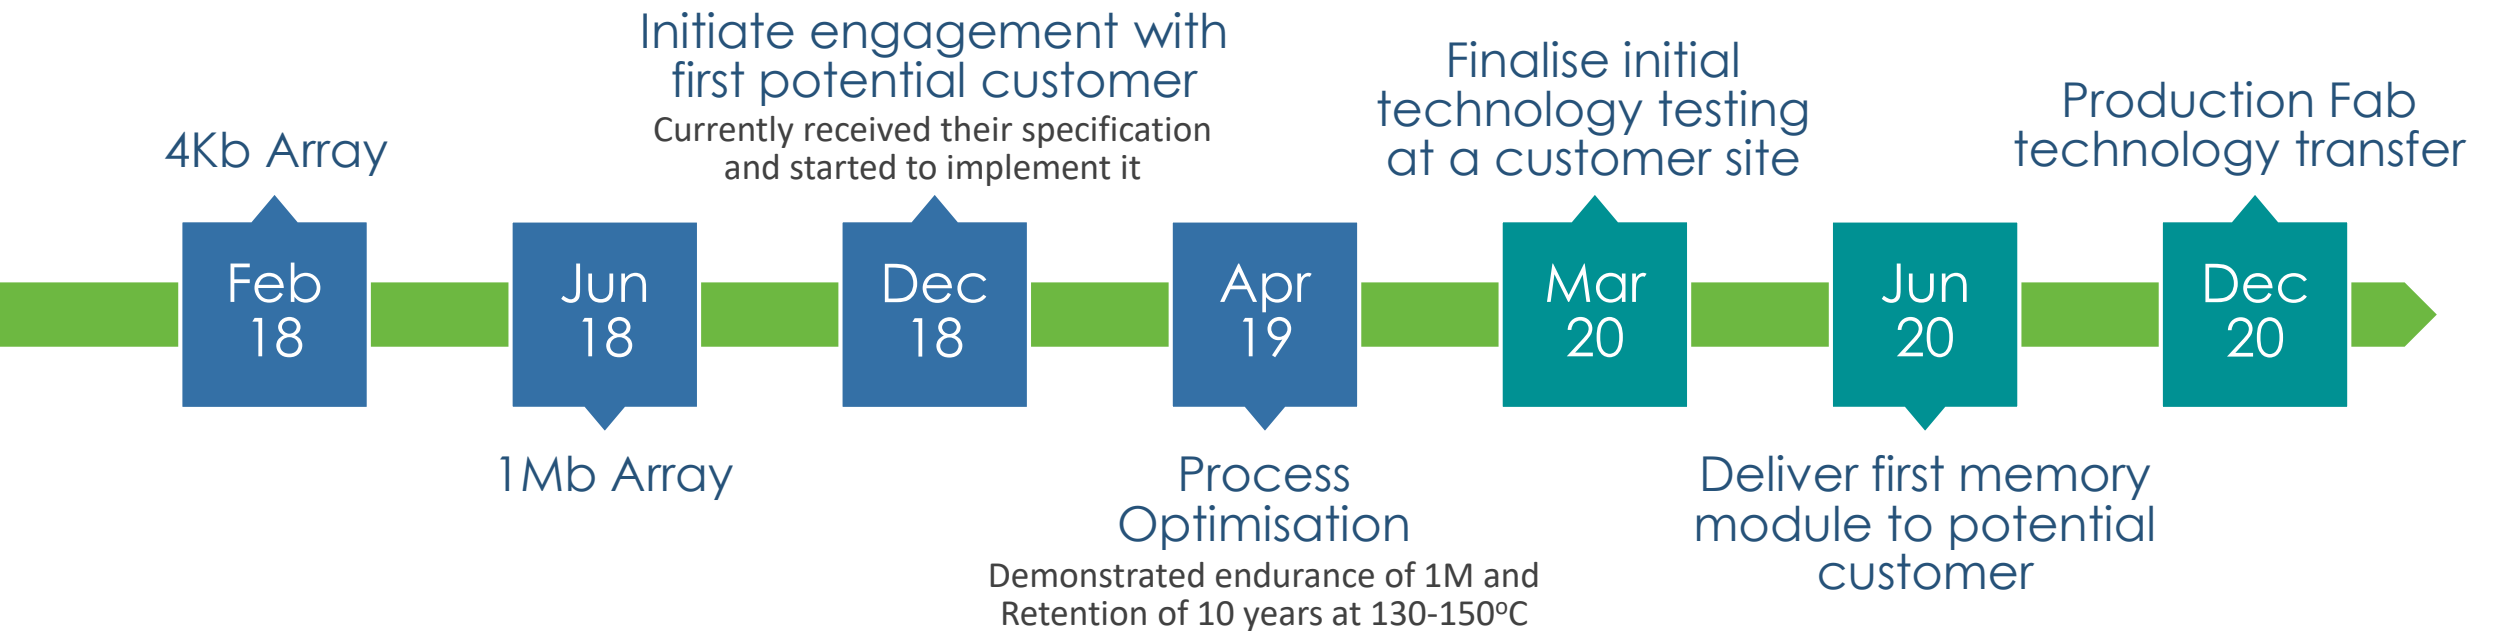 4Kb Array
Feb
18
Jun
18
1Mb Array
Initiate engagement with
first potential customer
Currently received their specification
and started to implement it
Dec
18
Apr
19
Process
Optimisation
Demonstrated endurance of 1M and
Retention of 10 years at 130-150ºC
Finalise initial
technology testing
at a customer site
Mar
20
Jun
20
Deliver first memory
module to potential
customer
Production Fab
technology transfer
Dec
20